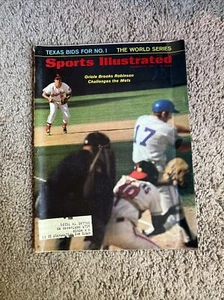 TEXAS BIDS FOR NO. 1 THE WORLD SERIES
Sports Illustrated
Oriole Brooks Robinson
Challenges the Mets
17